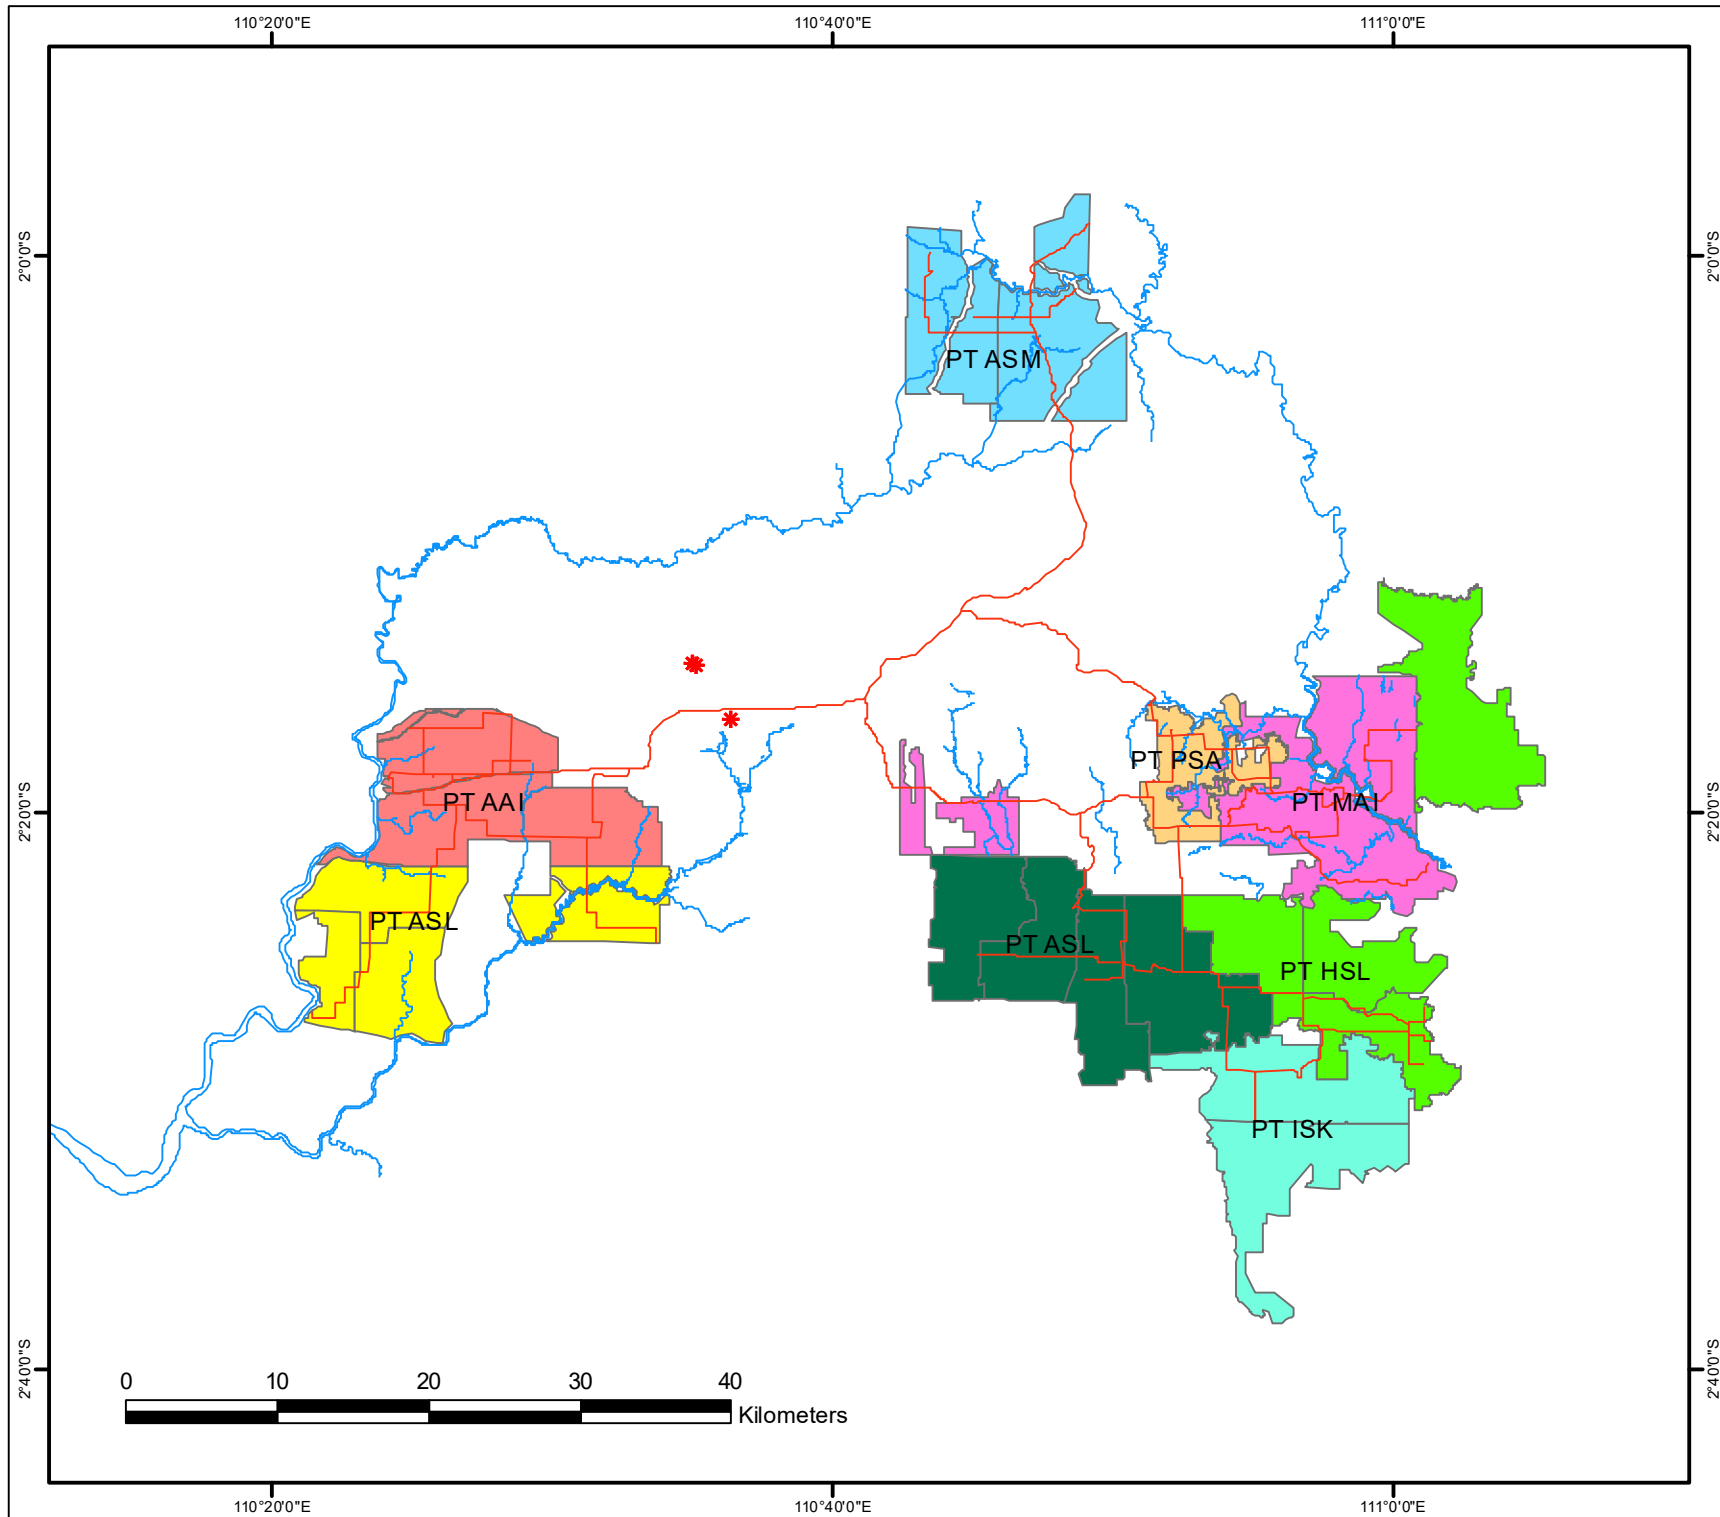 110°20'0"E 110°40'0"E 111°0'0"E
2°0'0"S 2°0'0"S
PT ASM
PT PSA
PT AAI PT MAI
2°20'0"S 2°20'0"S
PT ASL
PT ASL
PT HSL
PT ISK
2°40'0"S 2°40'0"S
0 10 20 30 40
Kilometers
110°20'0"E 110°40'0"E 111°0'0"E